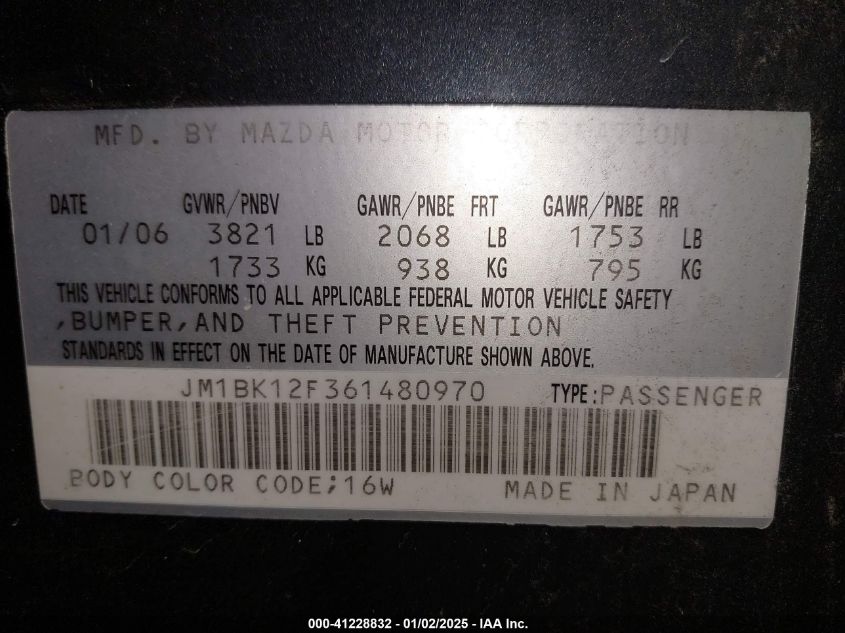 MFD. BY MAZDA MOTOR CORPORATION
DATE GVWR/PNBV GAWR/PNBE FRT GAWR/PNBE RR
01/06 3821 LB 2068 LB 1753 LB
1733 KG 938 KG 795 KG
THIS VEHICLE CONFORMS TO ALL APPLICABLE FEDERAL MOTOR VEHICLE SAFETY
,BUMPER,AND THEFT PREVENTION
STANDARDS IN EFFECT ON THE DATE OF MANUFACTURE SHOWN ABOVE.
JM1BK12F361480970 TYPE:PASSENGER
BODY COLOR CODE;16W MADE IN JAPAN
000-41228832 - 01/02/2025 - IAA Inc.